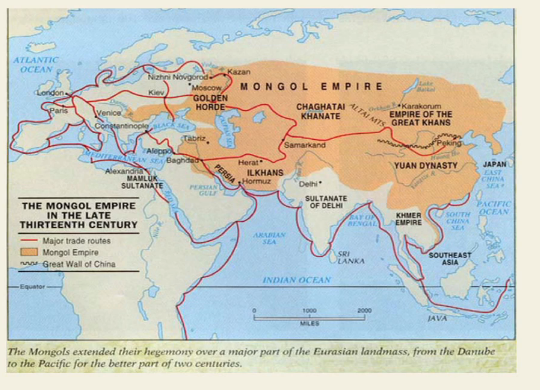 ATLANTIC
OCEAN
London
Paris
Nizhni Novgorod
Kazan
Moscow
Kiev
GOLDEN
HORDE
MONGOL EMPIRE
CHAGHATAI
KHANATE
ALTAI MTS.
Lake
Baikal
Karakorum
EMPIRE OF
THE GREAT KHANS
Venice
Constantinople
BLACK SEA
CASPIAN SEA
Tabriz
Aleppo
Baghdad
MEDITERRANEAN SEA
Alexandria
MAMLUK
SULTANATE
Samarkand
Herat
PERSIA
ILKHANS
Hormuz
PERSIAN
GULF
Peking
YUAN DYNASTY
JAPAN
EAST
CHINA
SEA
PACIFIC
OCEAN
Delhi
SULTANATE
OF DELHI
ARABIAN
SEA
BAY OF
BENGAL
KHMER
EMPIRE
SOUTH
CHINA
SEA
SRI
LANKA
SOUTHEAST
ASIA
INDIAN OCEAN
JAVA
THE MONGOL EMPIRE
IN THE LATE
THIRTEENTH CENTURY
Major trade routes
Mongol Empire
Great Wall of China
Equator
0 1000 2000
MILES
The Mongols extended their hegemony over a major part of the Eurasian landmass, from the Danube
to the Pacific for the better part of two centuries.